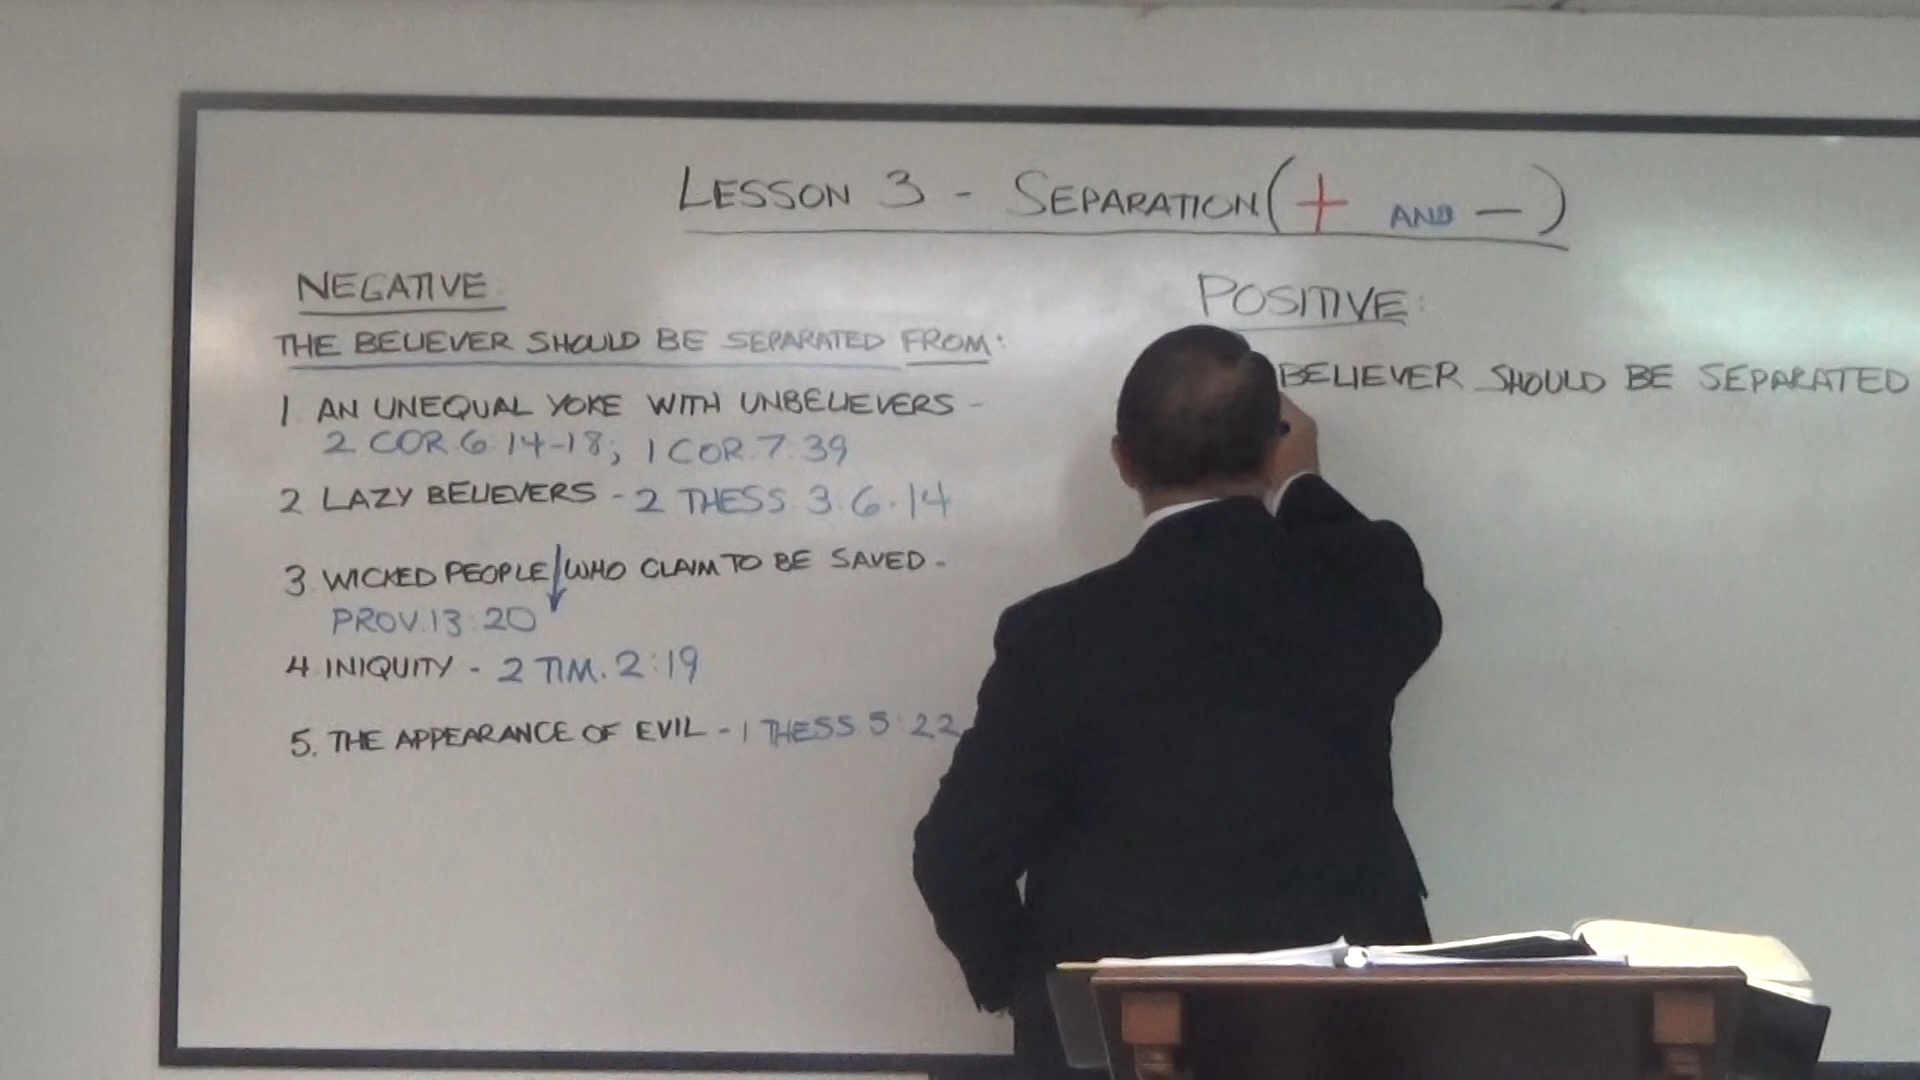 LESSON 3 - SEPARATION (+ AND -)
NEGATIVE:
THE BELIEVER SHOULD BE SEPARATED FROM:
1. AN UNEQUAL YOKE WITH UNBELIEVERS -
2 COR. 6:14-18; 1 COR. 7:39
2. LAZY BELIEVERS - 2 THESS. 3:6, 14
3. WICKED PEOPLE / WHO CLAIM TO BE SAVED -
PROV. 13:20
4. INIQUITY - 2 TIM. 2:19
5. THE APPEARANCE OF EVIL - 1 THESS. 5:22
POSITIVE:
BELIEVER SHOULD BE SEPARATED